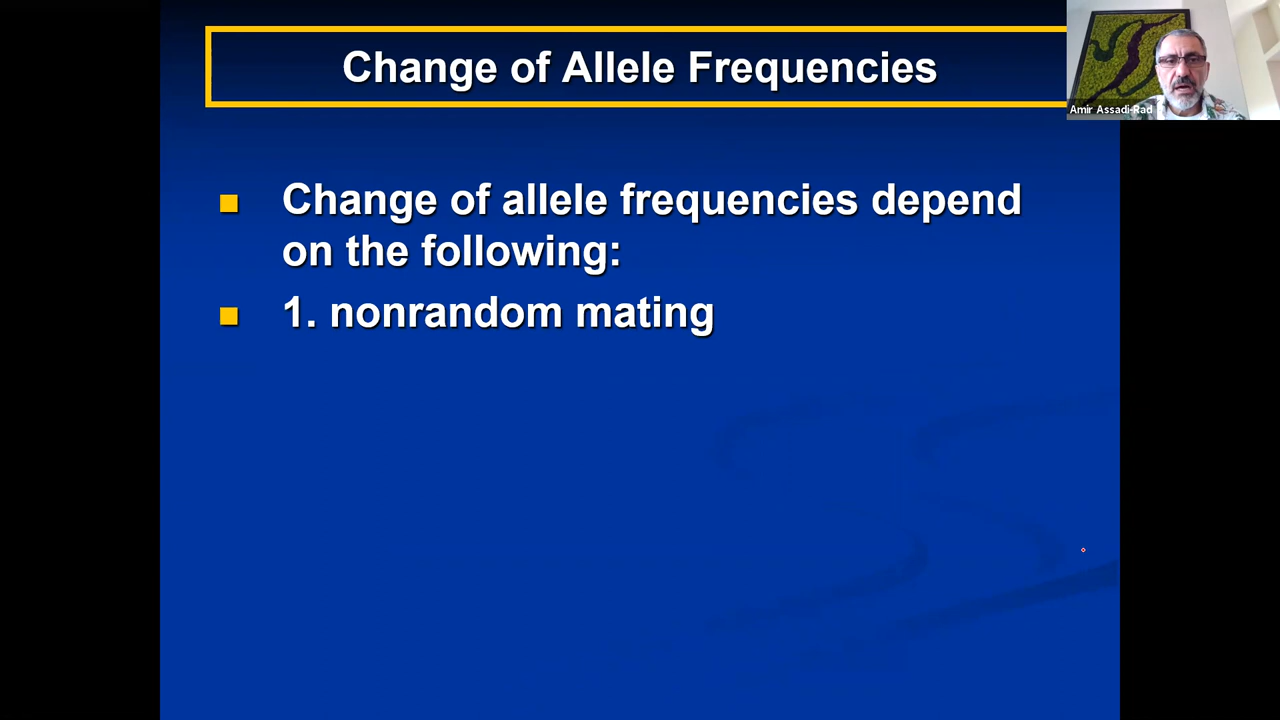 Change of Allele Frequencies
Amir Assadi-Rad
Change of allele frequencies depend
on the following:
1. nonrandom mating